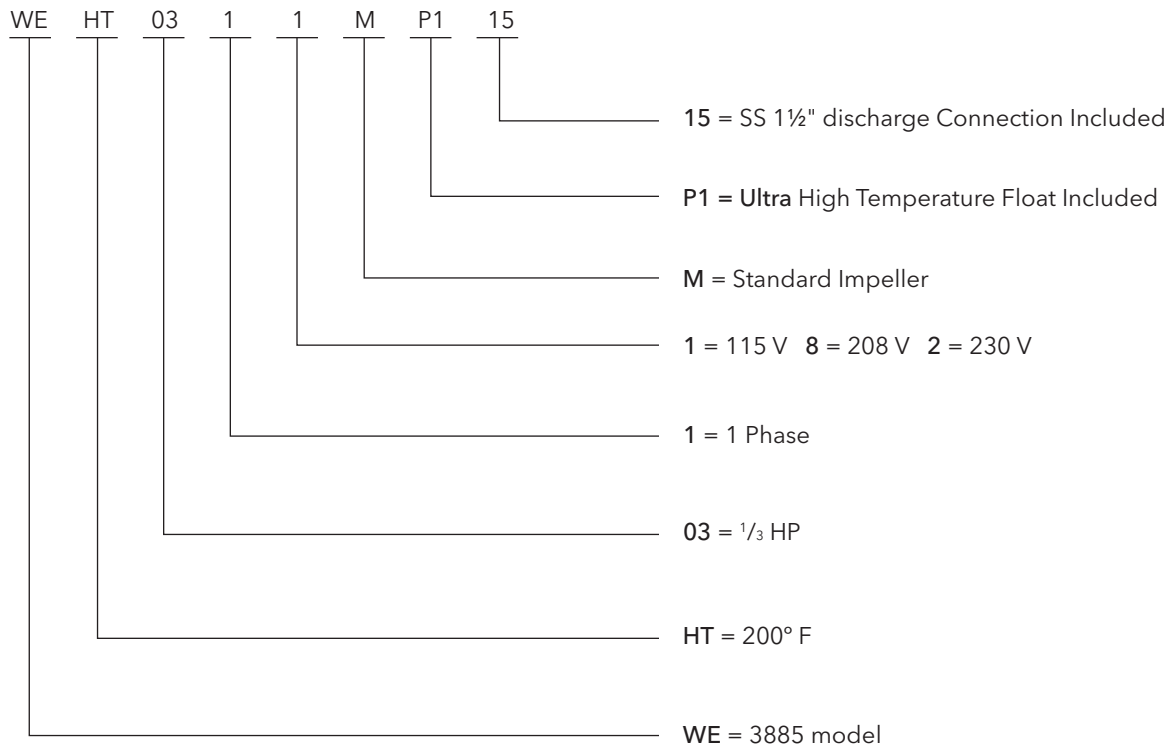 WE HT 03 1 1 M P1 15
15 = SS 1½" discharge Connection Included
P1 = Ultra High Temperature Float Included
M = Standard Impeller
1 = 115 V 8 = 208 V 2 = 230 V
1 = 1 Phase
03 = 1/3 HP
HT = 200º F
WE = 3885 model